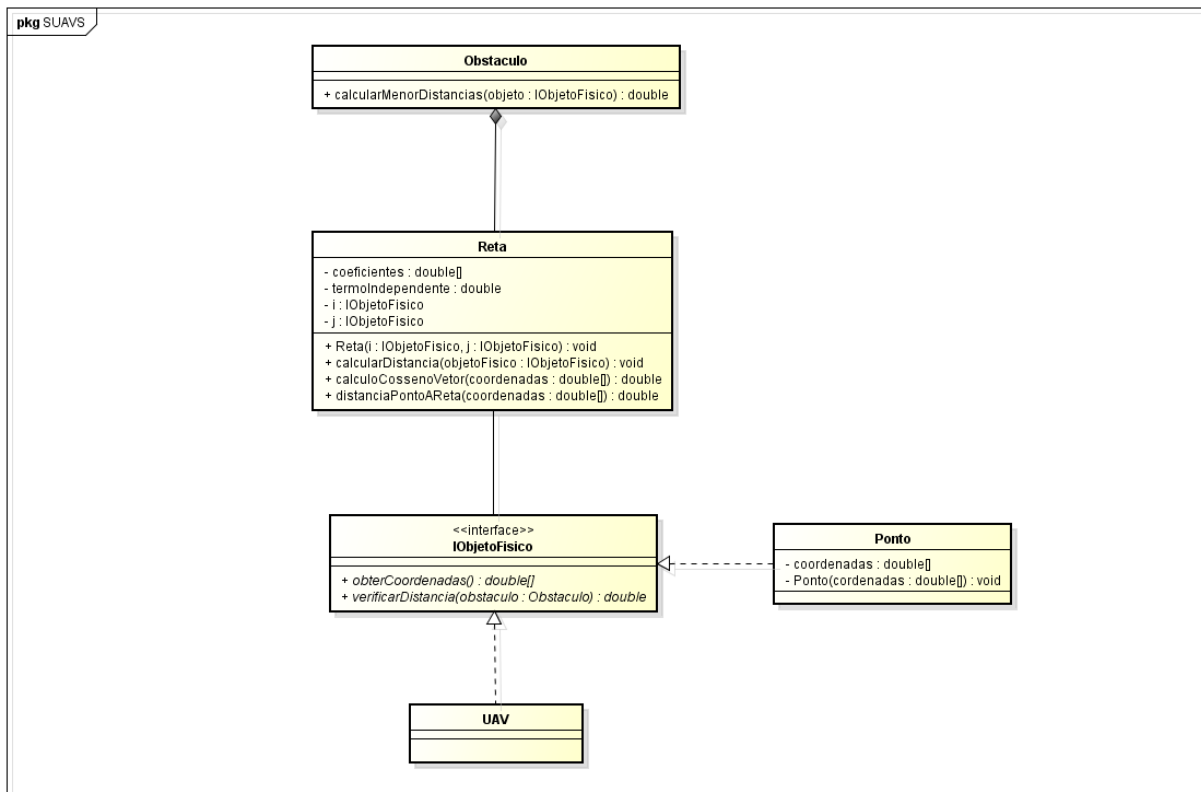 pkg SUAVS
Obstaculo
+ calcularMenorDistancias(objeto : IObjetoFisico) : double
Reta
- coeficientes : double[]
- termoIndependente : double
- i : IObjetoFisico
- j : IObjetoFisico
+ Reta(i : IObjetoFisico, j : IObjetoFisico) : void
+ calcularDistancia(objetoFisico : IObjetoFisico) : void
+ calculoCossenoVetor(coordenadas : double[]) : double
+ distanciaPontoAReta(coordenadas : double[]) : double
<<interface>>
IObjetoFisico
+ obterCoordenadas() : double[]
+ verificarDistancia(obstaculo : Obstaculo) : double
Ponto
- coordenadas : double[]
- Ponto(cordenadas : double[]) : void
UAV